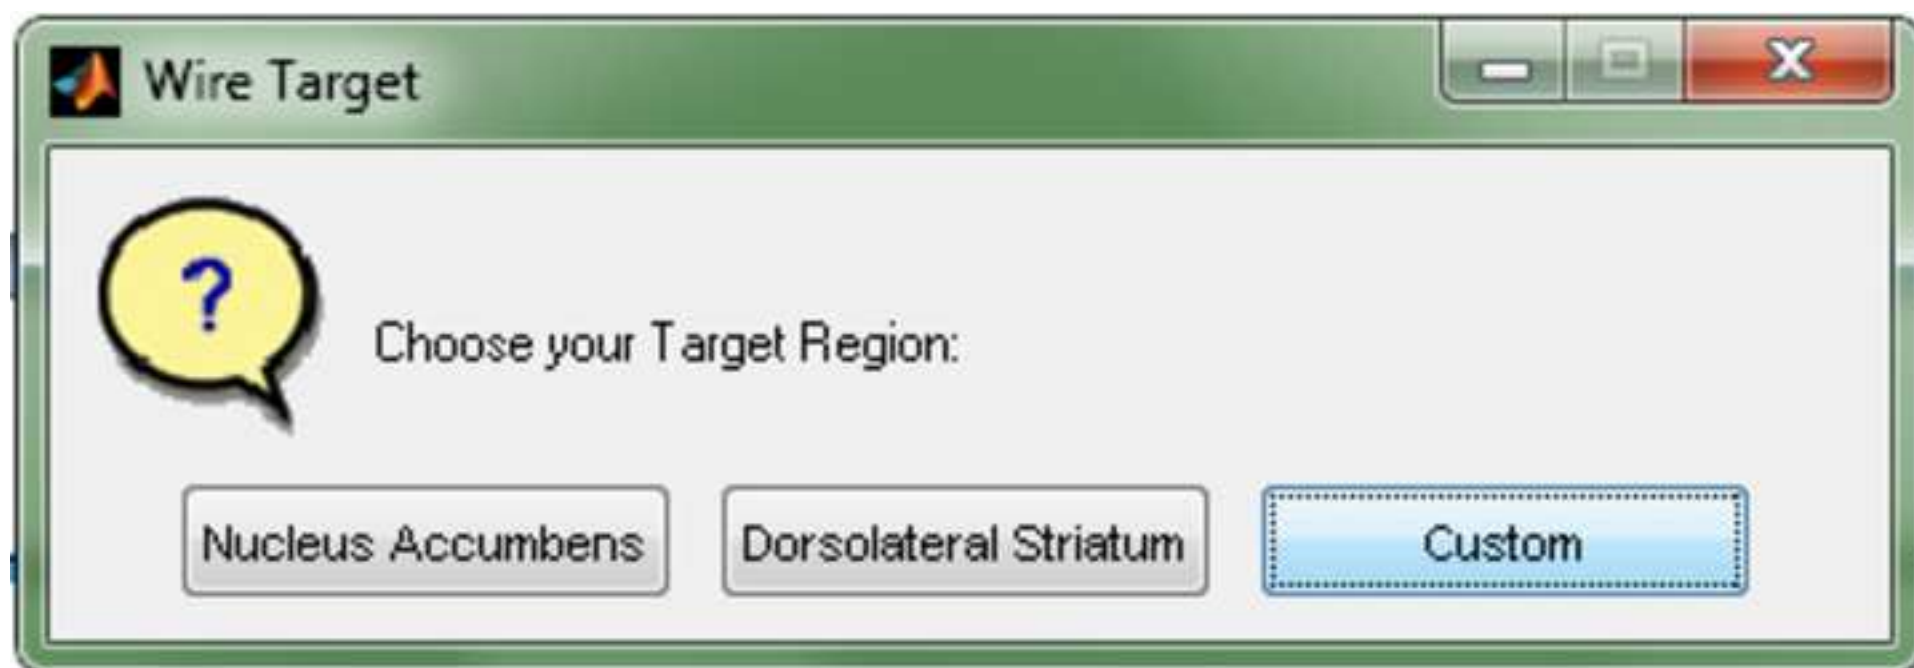 Wire Target
?
Choose your Target Region:
Nucleus Accumbens Dorsolateral Striatum Custom